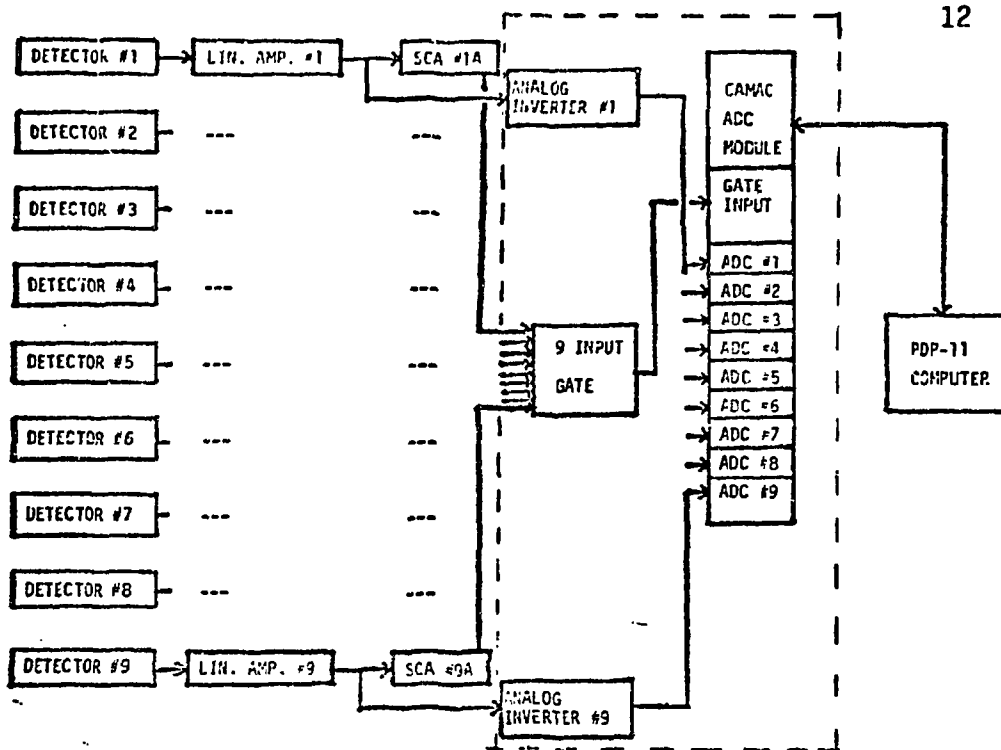 12
DETECTOR #1
LIN. AMP. #1
SCA #1A
ANALOG
INVERTER #1
CAMAC
ADC
MODULE
GATE
INPUT
DETECTOR #2
---
---
DETECTOR #3
---
---
DETECTOR #4
---
---
DETECTOR #5
---
---
DETECTOR #6
---
---
DETECTOR #7
---
---
DETECTOR #8
---
---
DETECTOR #9
LIN. AMP. #9
SCA #9A
ANALOG
INVERTER #9
9 INPUT
GATE
ADC #1
ADC #2
ADC #3
ADC #4
ADC #5
ADC #6
ADC #7
ADC #8
ADC #9
PDP-11
COMPUTER